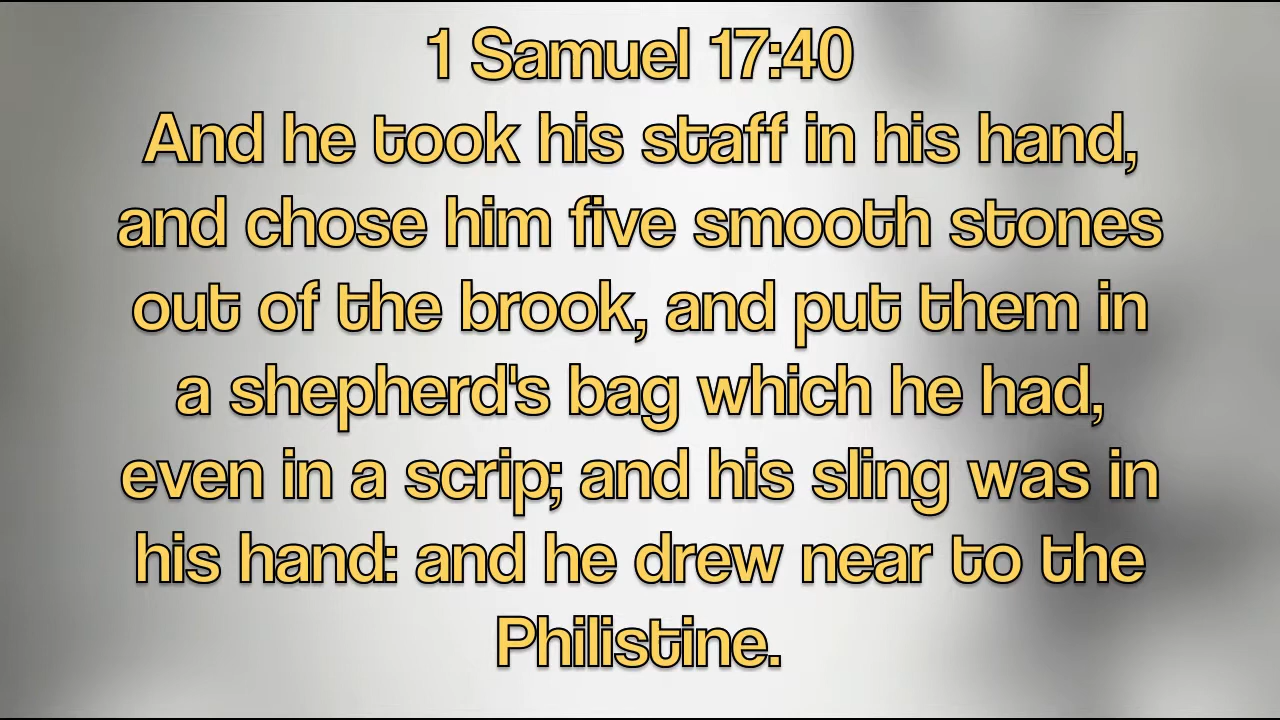 1 Samuel 17:40
And he took his staff in his hand,
and chose him five smooth stones
out of the brook, and put them in
a shepherd's bag which he had,
even in a scrip; and his sling was in
his hand: and he drew near to the
Philistine.